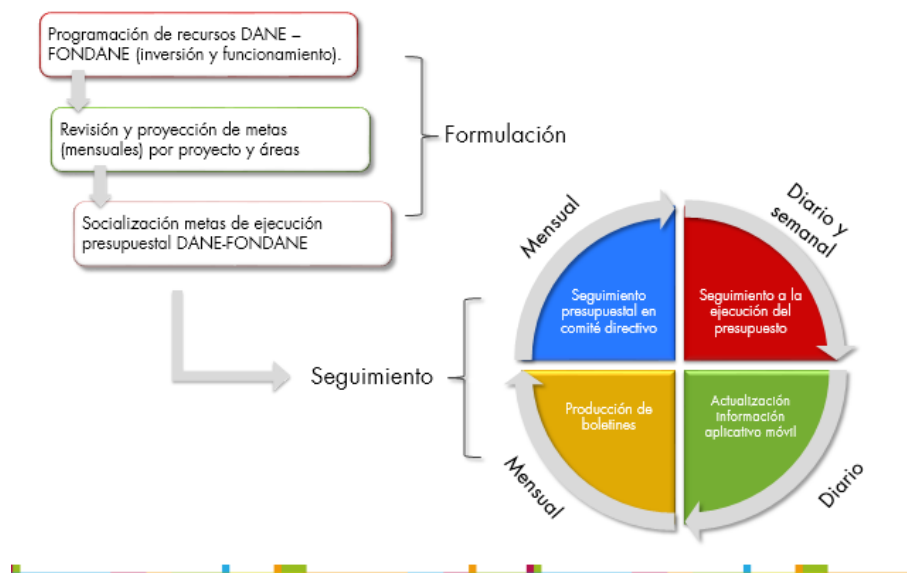 Programación de recursos DANE –
FONDANE (inversión y funcionamiento).
Revisión y proyección de metas
(mensuales) por proyecto y áreas
Formulación
Socialización metas de ejecución
presupuestal DANE-FONDANE
Mensual
Diario y
semanal
Seguimiento
presupuestal en
comité directivo
Seguimiento a la
ejecución del
presupuesto
Seguimiento
Producción de
boletines
Actualización
información
aplicativo móvil
Mensual
Diario